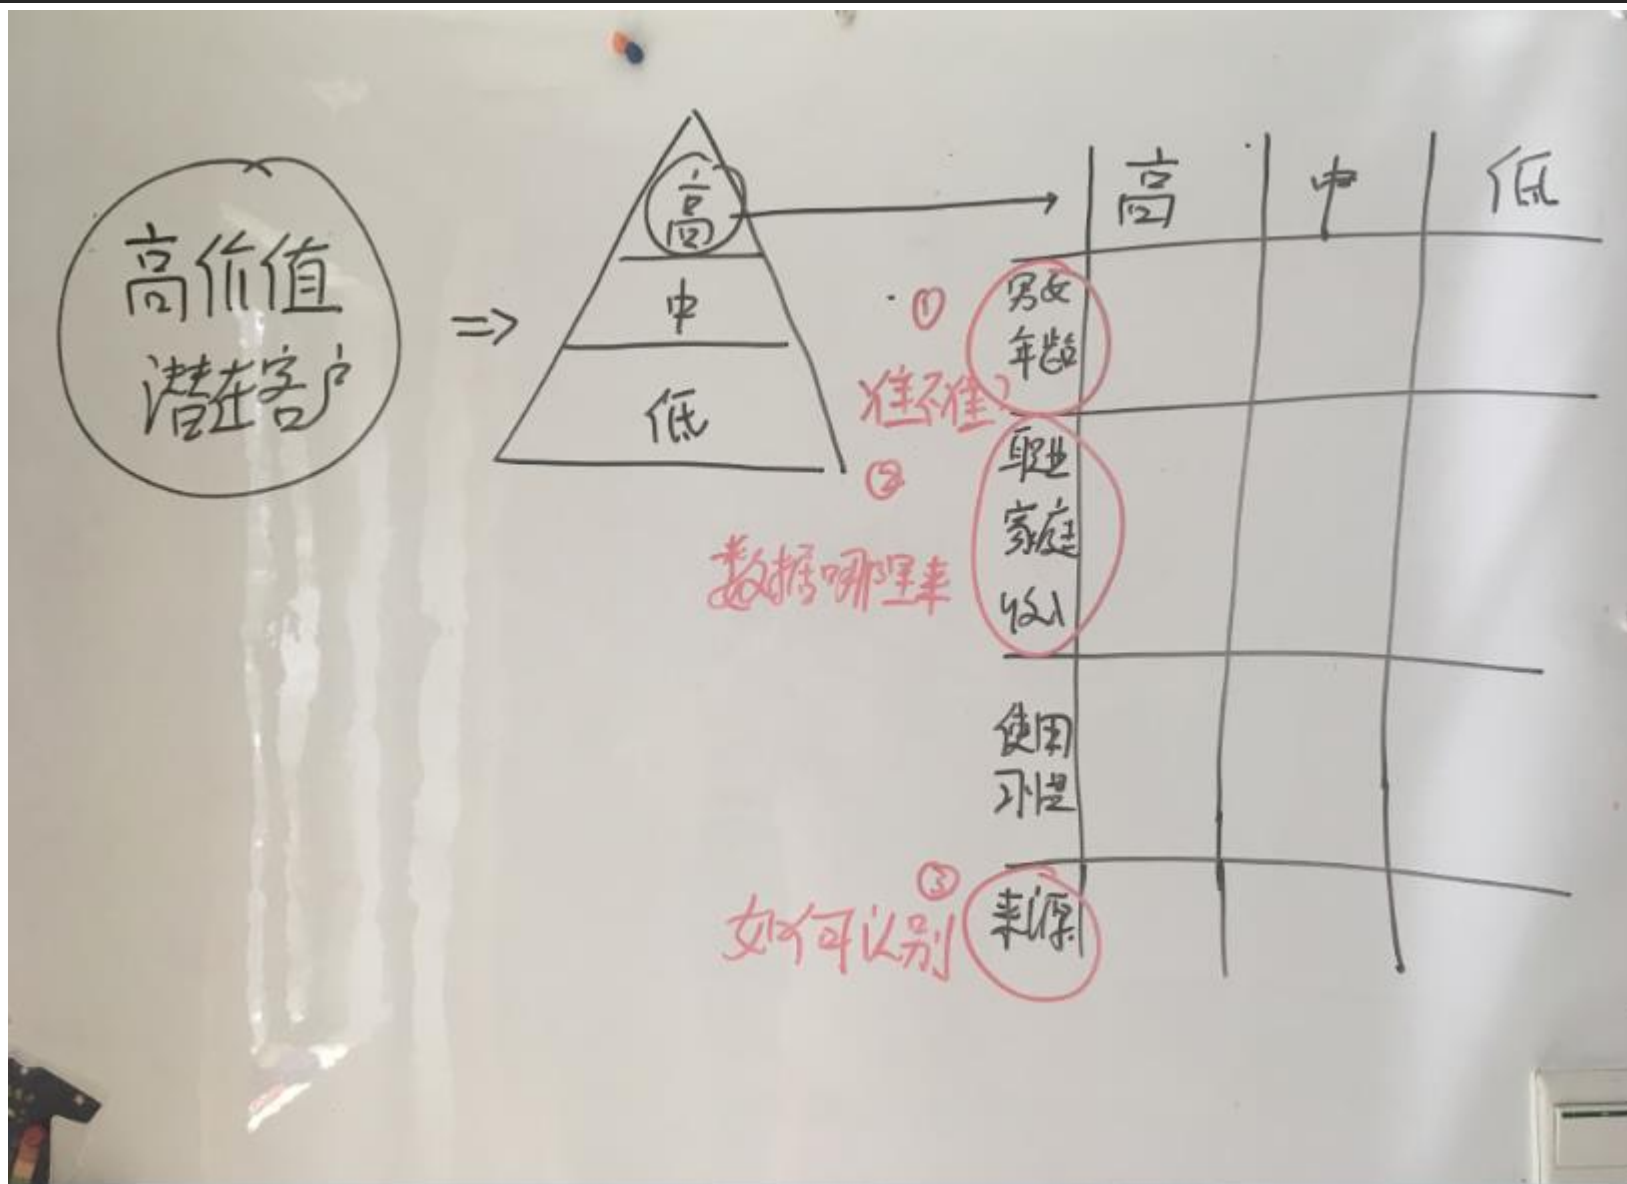 高价值
潜在客户
=>
高
中
低
高 中 低
①
男女
年龄
准不准?
②
职业
家庭
收入
数据哪里来
使用
习惯
③
来源
如何识别